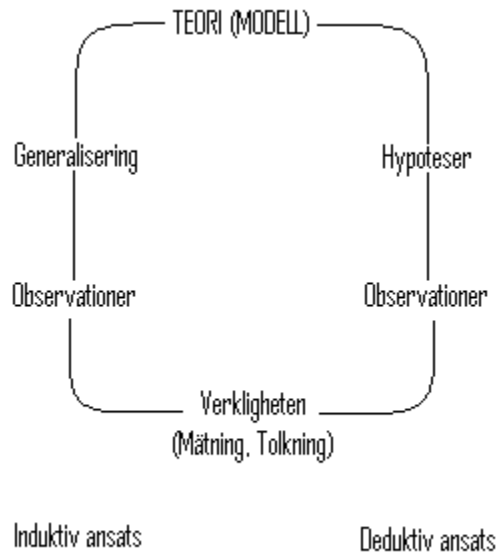 TEORI (MODELL)
Generalisering
Hypoteser
Observationer
Observationer
Verkligheten
(Mätning, Tolkning)
Induktiv ansats
Deduktiv ansats